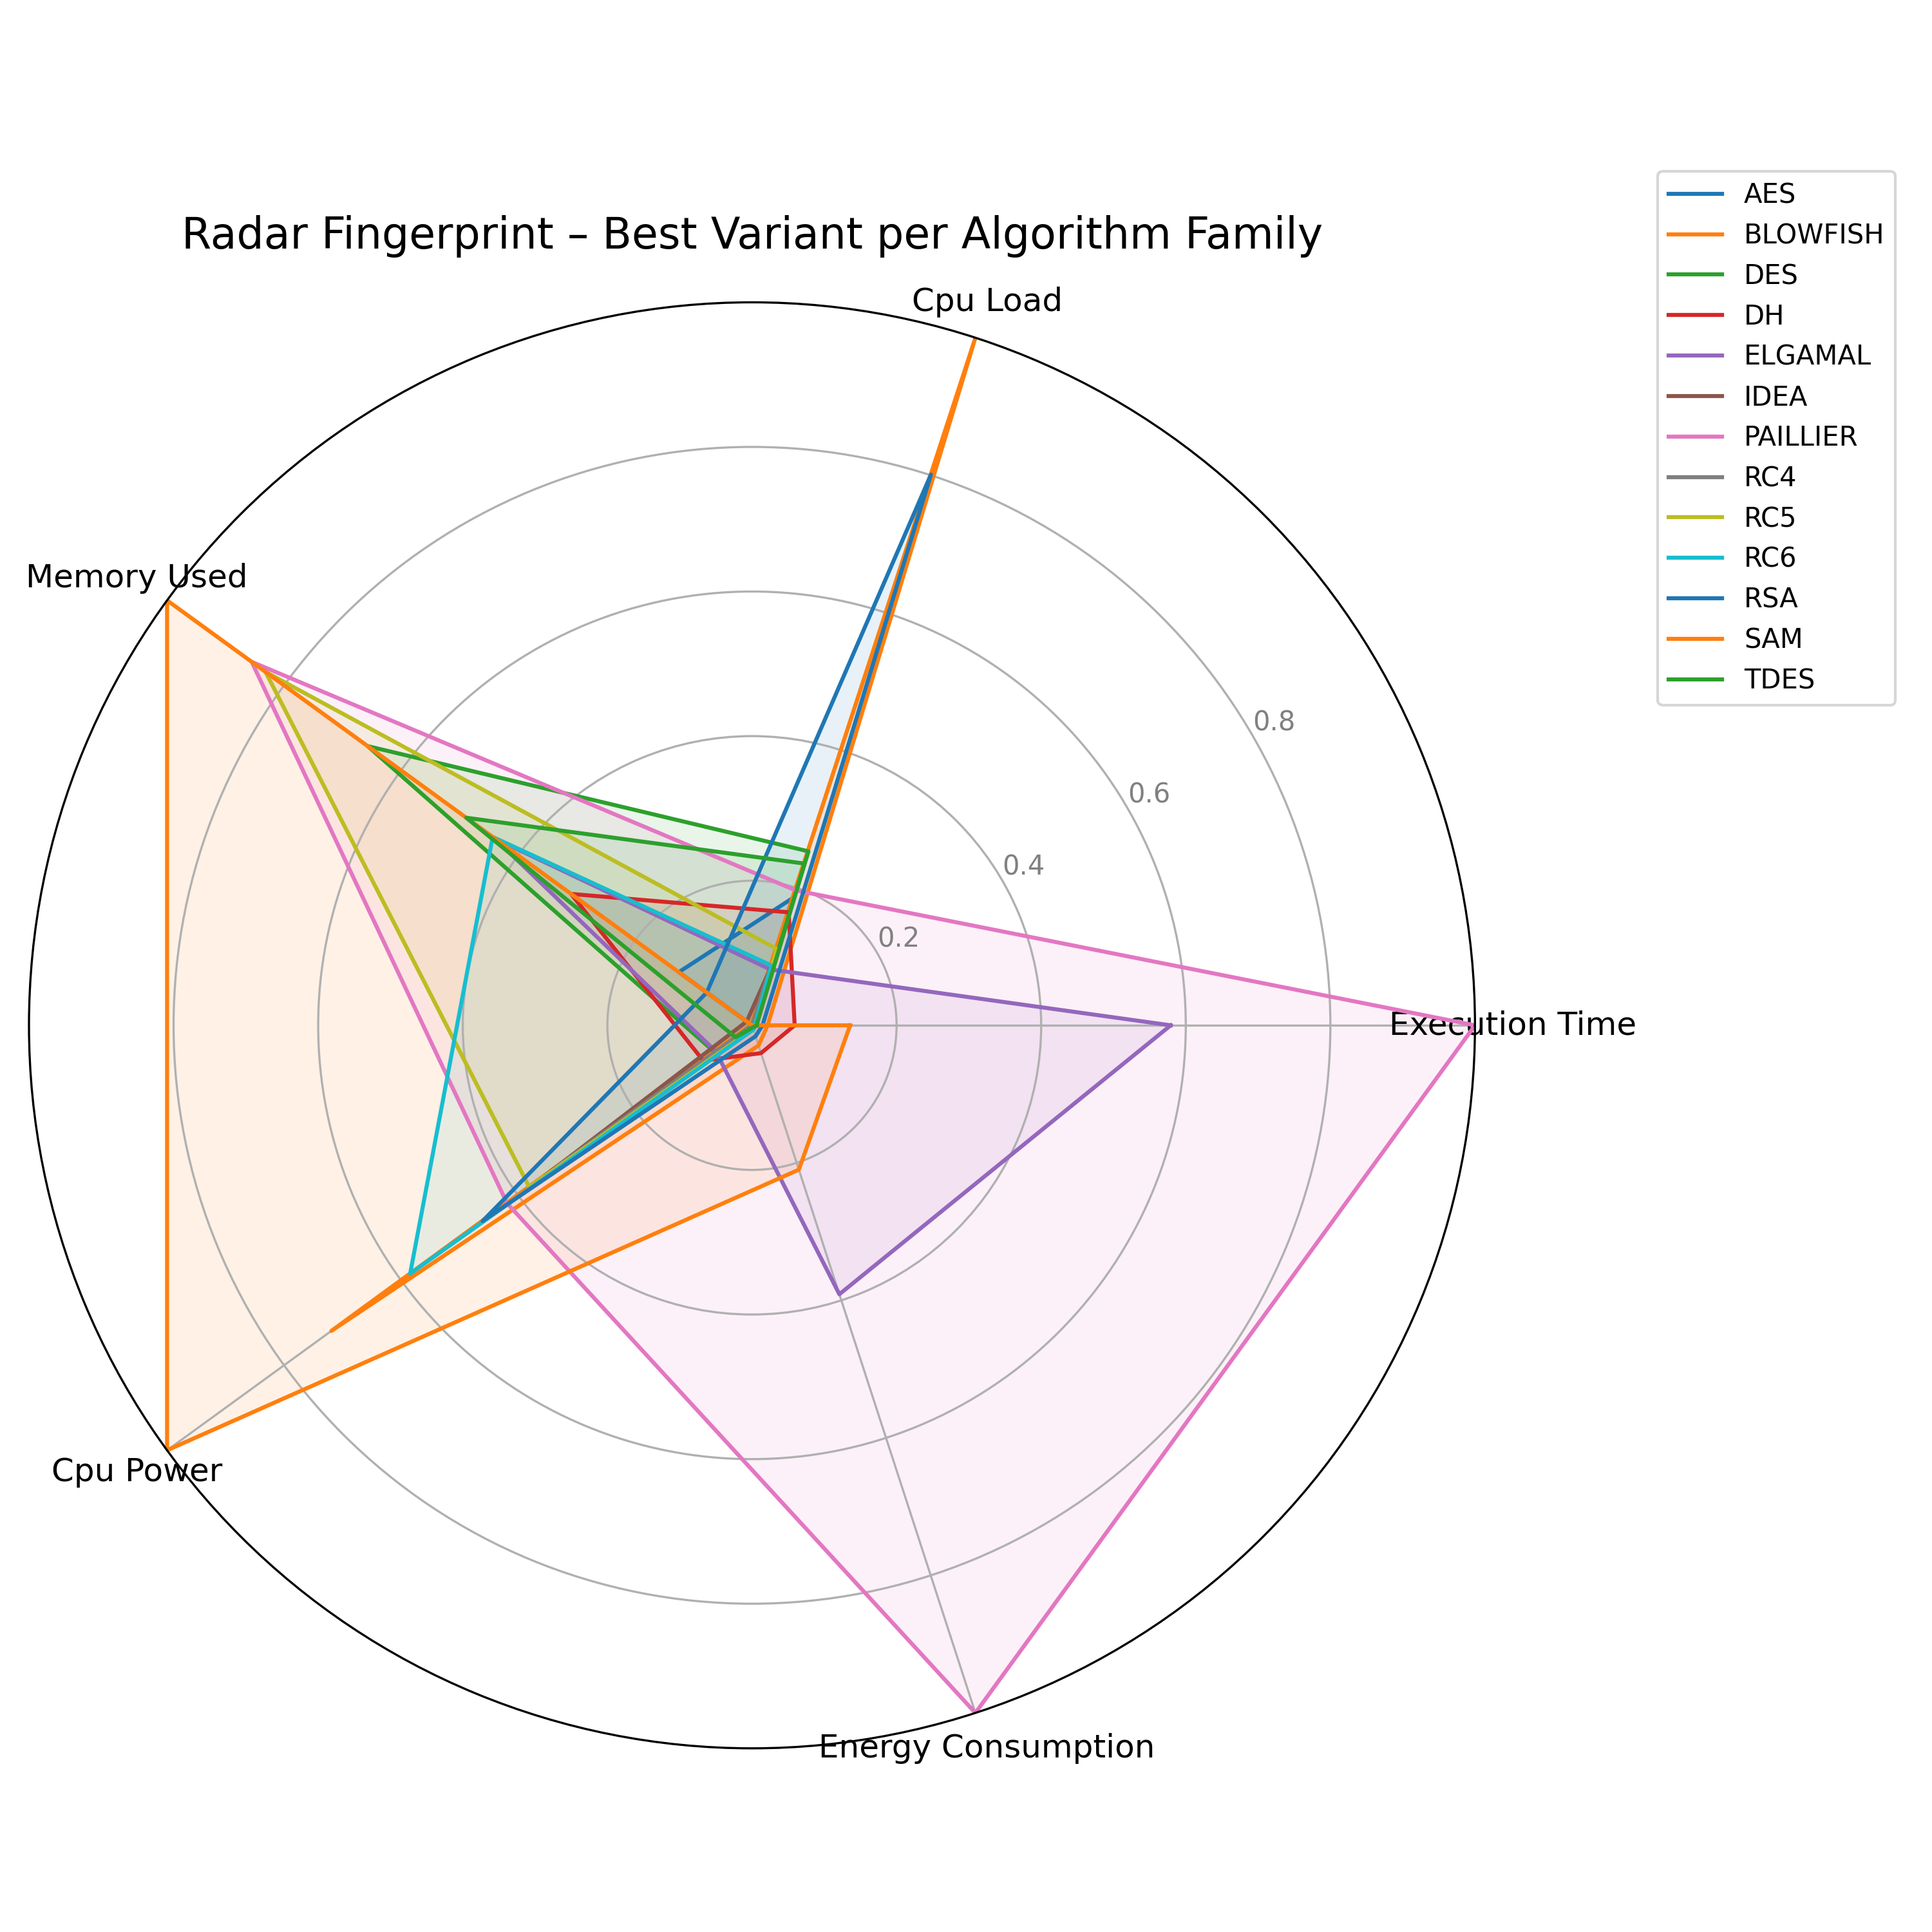 Radar Fingerprint – Best Variant per Algorithm Family
AES
BLOWFISH
DES
DH
ELGAMAL
IDEA
PAILLIER
RC4
RC5
RC6
RSA
SAM
TDES
Cpu Load
Memory Used
0.8
0.6
0.4
0.2
Execution Time
Cpu Power
Energy Consumption